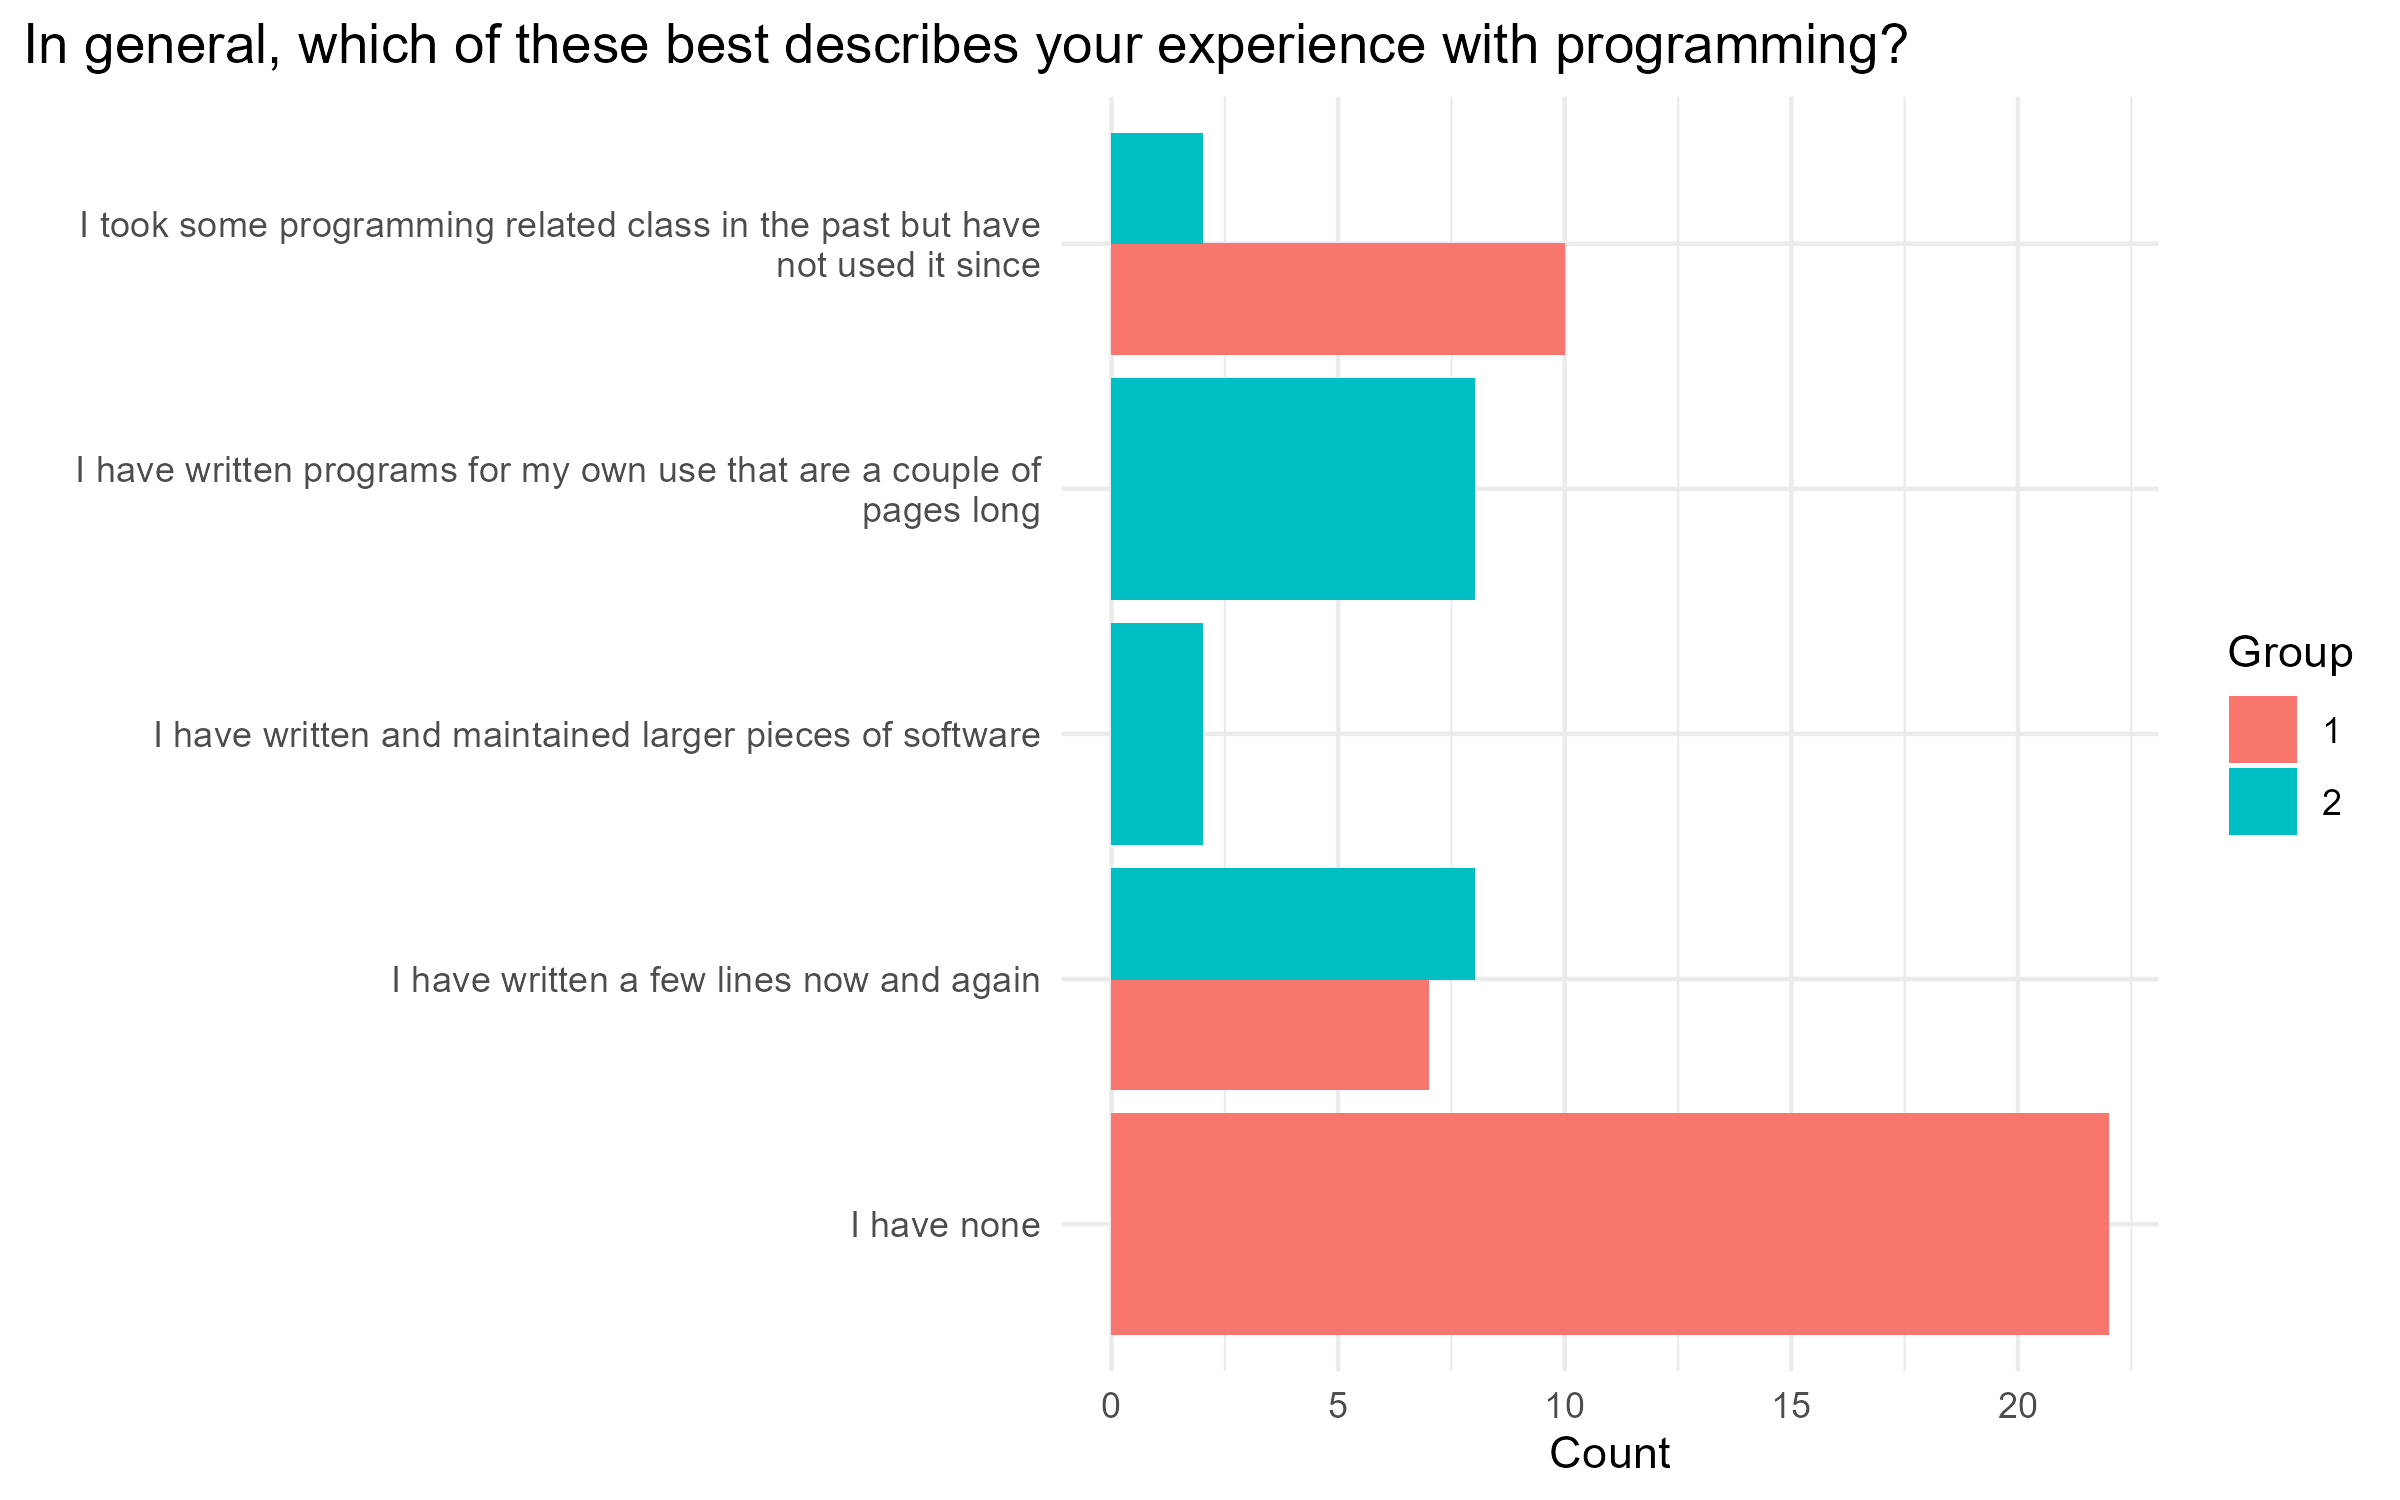 In general, which of these best describes your experience with programming?
I took some programming related class in the past but have
not used it since
I have written programs for my own use that are a couple of
pages long
I have written and maintained larger pieces of software
I have written a few lines now and again
I have none
0 5 10 15 20
Count
Group
1
2